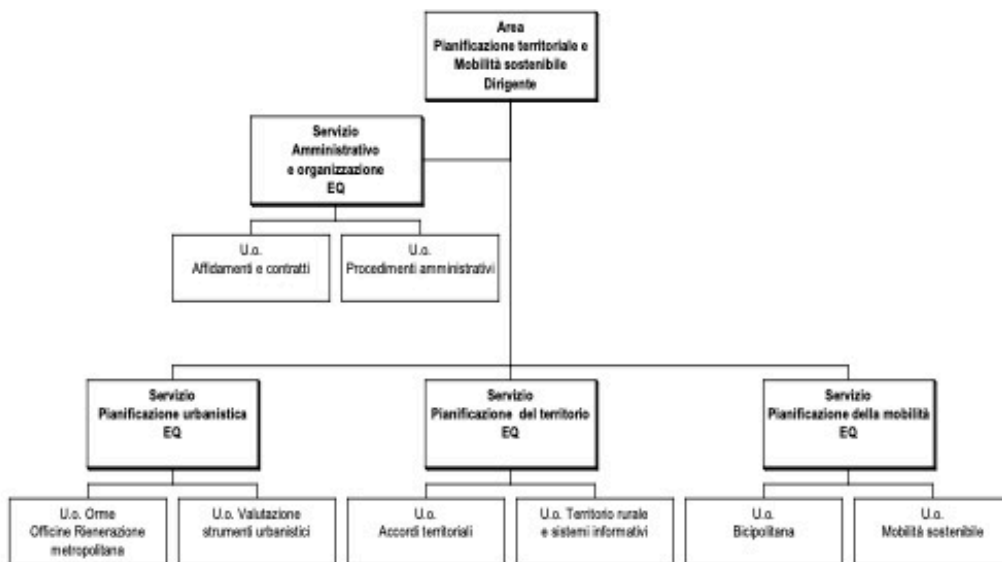 Area
Pianificazione territoriale e
Mobilità sostenibile
Dirigente
Servizio
Amministrativo
e organizzazione
EQ
U.o.
Affidamenti e contratti
U.o.
Procedimenti amministrativi
Servizio
Pianificazione urbanistica
EQ
Servizio
Pianificazione del territorio
EQ
Servizio
Pianificazione della mobilità
EQ
U.o. Orme
Officine Rienerazione
metropolitana
U.o. Valutazione
strumenti urbanistici
U.o.
Accordi territoriali
U.o. Territorio rurale
e sistemi informativi
U.o.
Bicipolitana
U.o.
Mobilità sostenibile